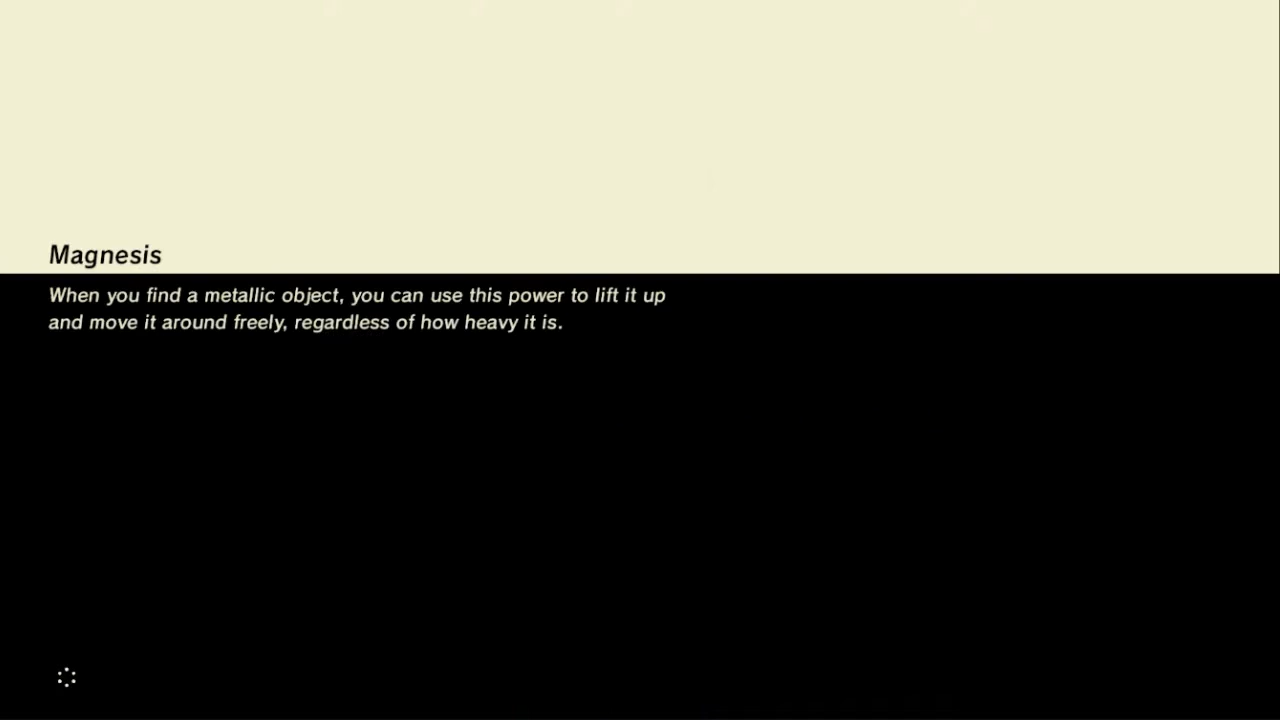 Magnesis
When you find a metallic object, you can use this power to lift it up
and move it around freely, regardless of how heavy it is.